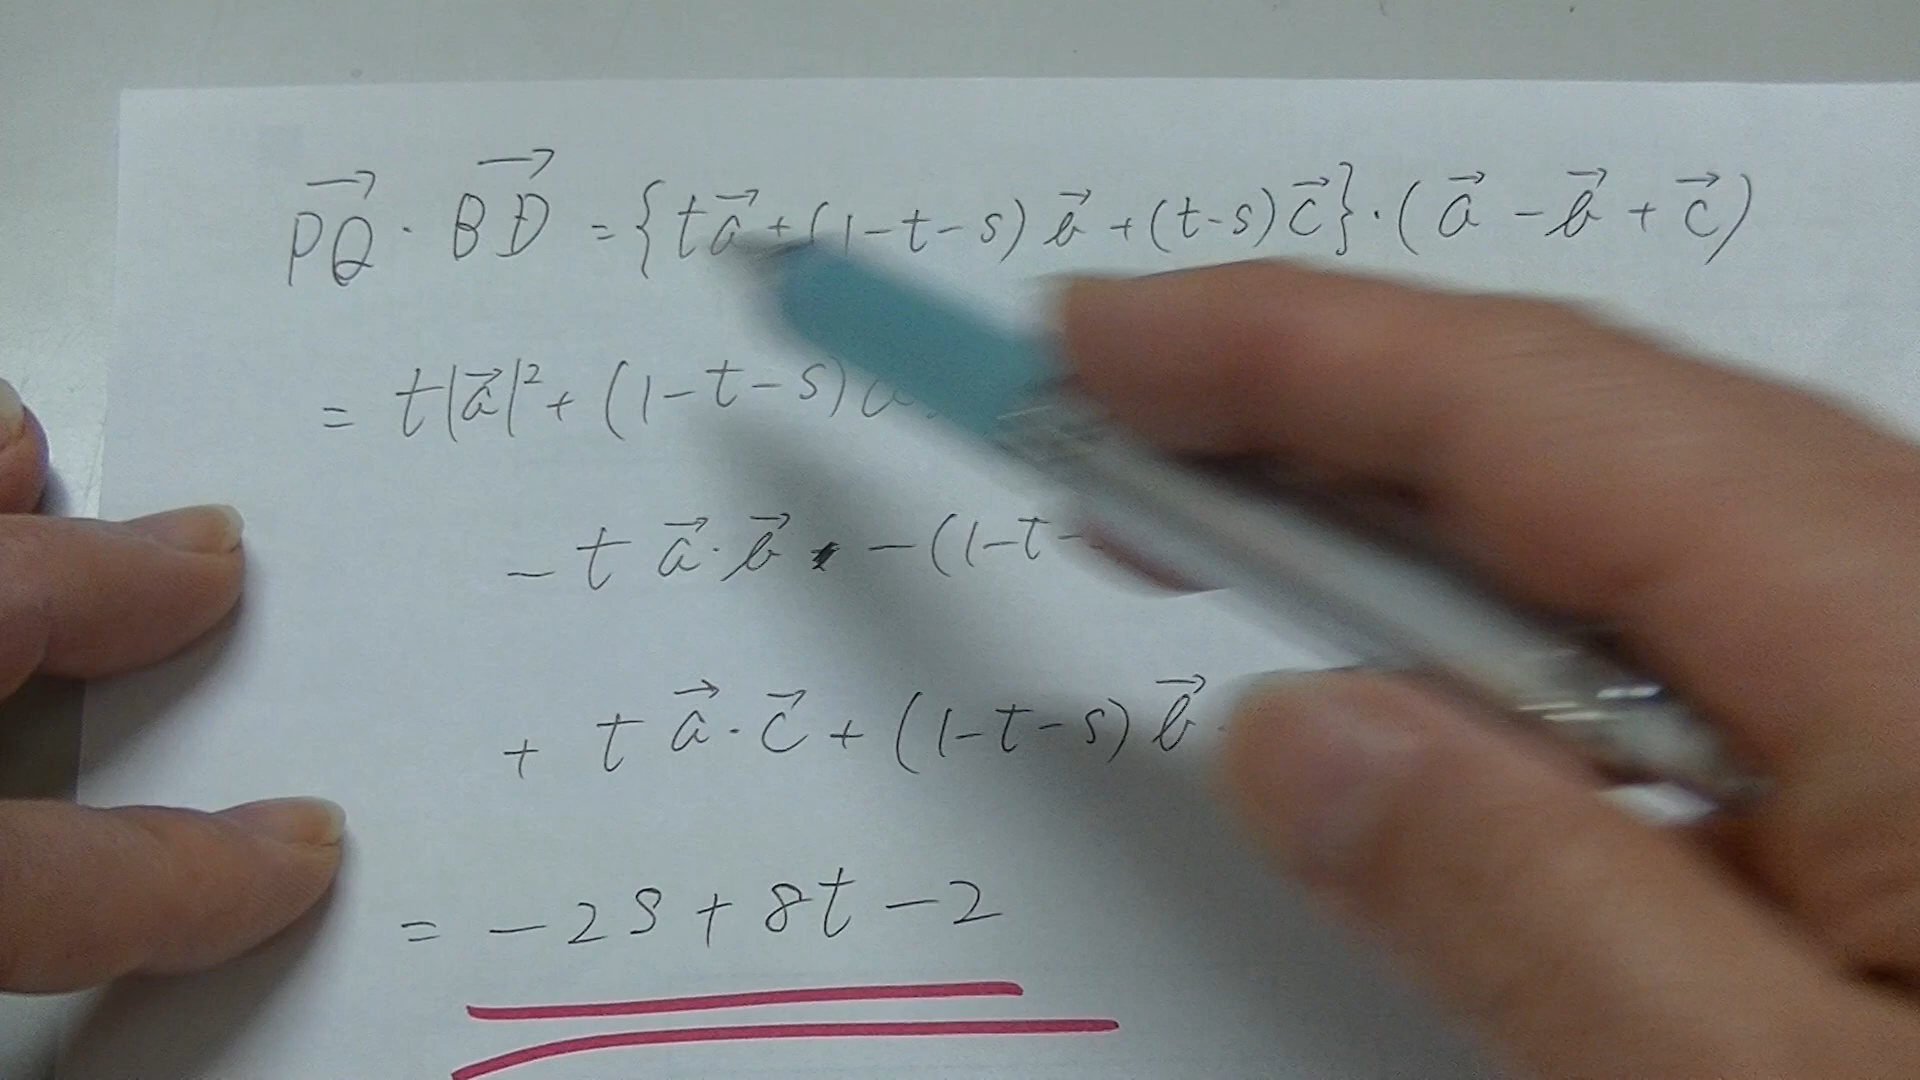 PQ→ · BD→ = {ta→ + (1-t-s)b→ + (t-s)c→} · (a→ - b→ + c→)
= t|a→|² + (1-t-s)a→
- t a→ · b→ - (1-t-
+ t a→ · c→ + (1-t-s) b→
= -2s + 8t - 2